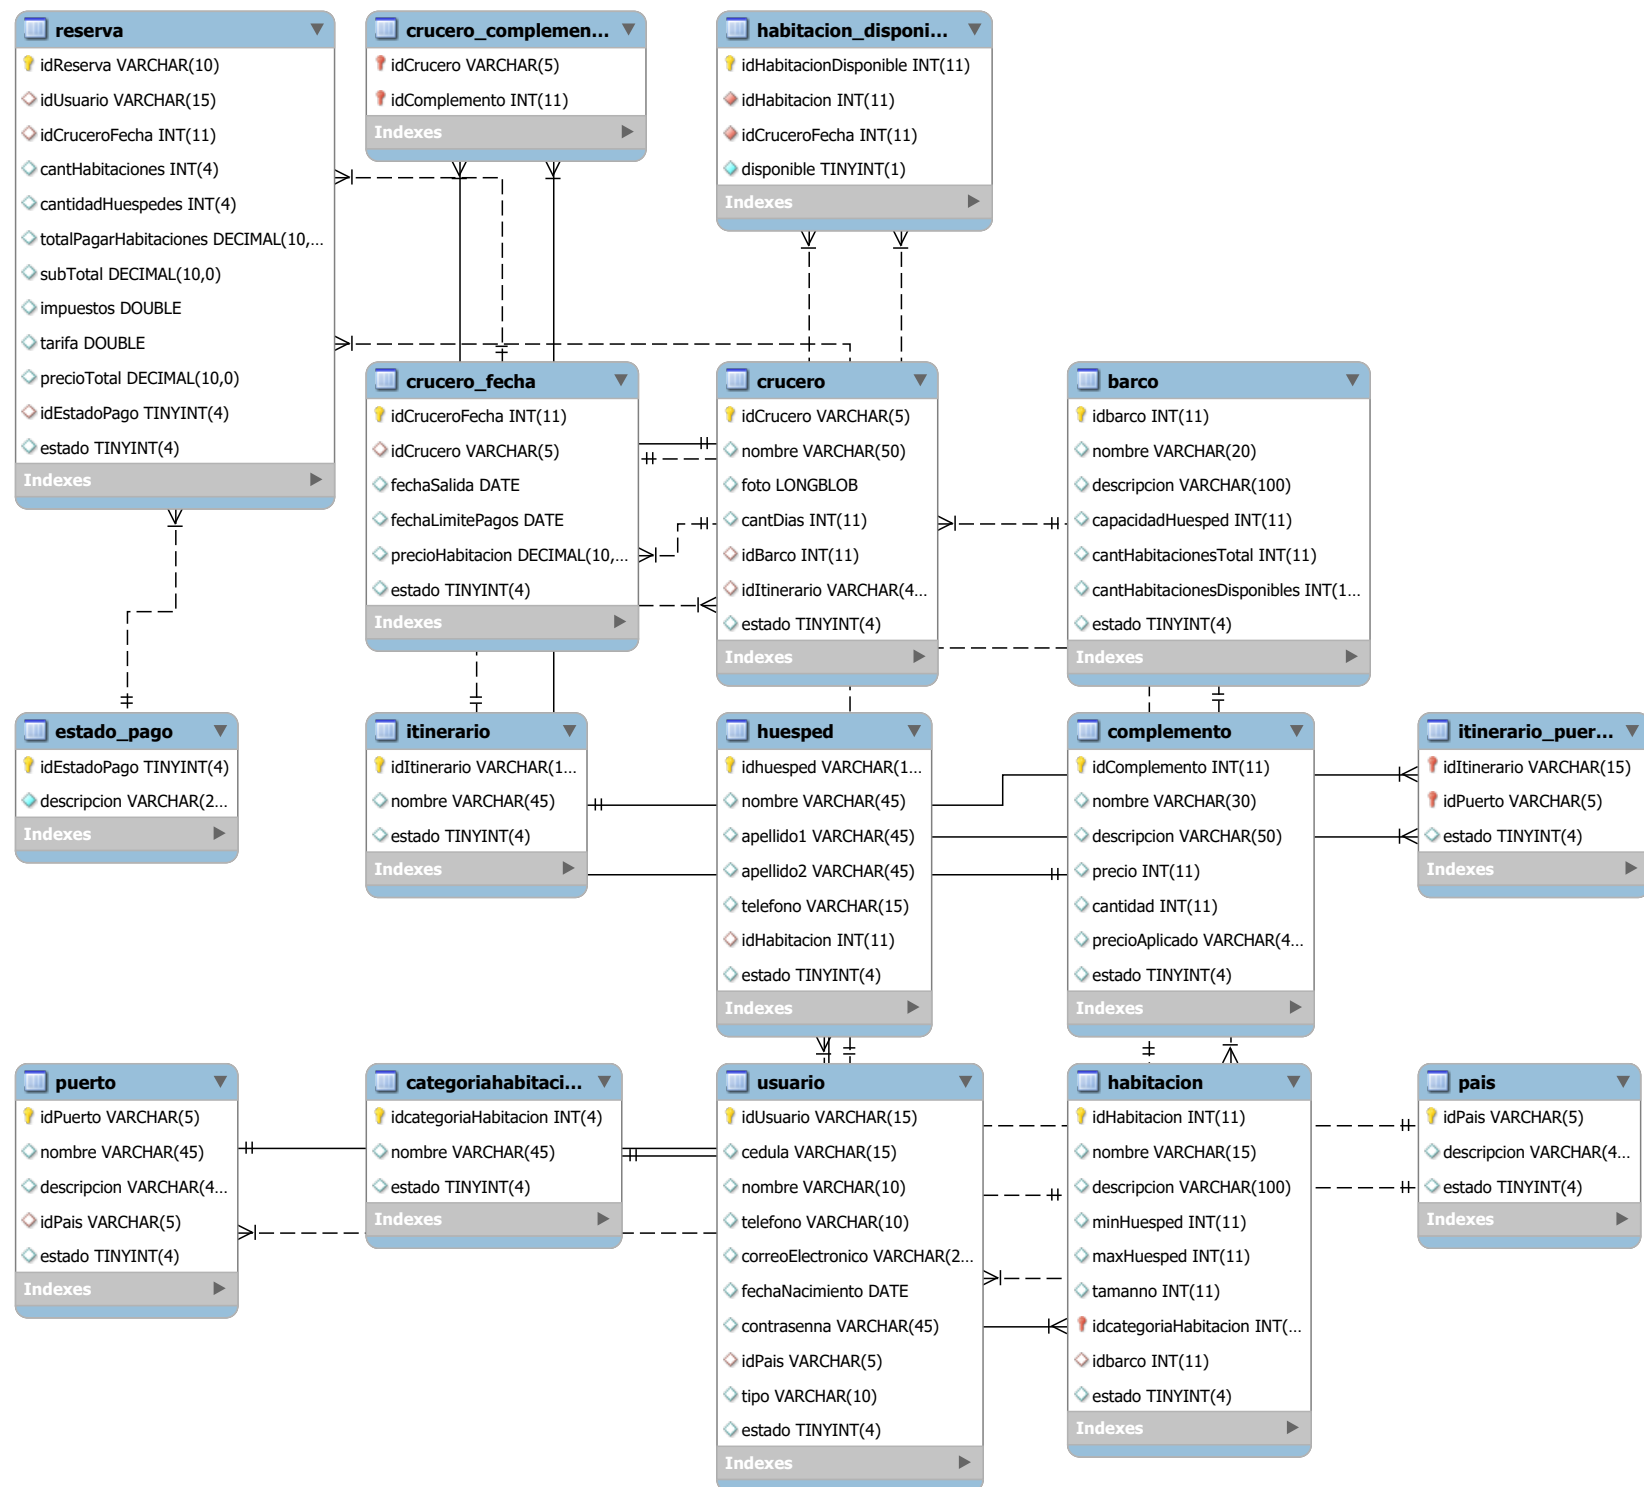 reserva
idReserva VARCHAR(10)
idUsuario VARCHAR(15)
idCruceroFecha INT(11)
cantHabitaciones INT(4)
cantidadHuespedes INT(4)
totalPagarHabitaciones DECIMAL(10,...
subTotal DECIMAL(10,0)
impuestos DOUBLE
tarifa DOUBLE
precioTotal DECIMAL(10,0)
idEstadoPago TINYINT(4)
estado TINYINT(4)
Indexes
crucero_complemen...
idCrucero VARCHAR(5)
idComplemento INT(11)
Indexes
habitacion_disponi...
idHabitacionDisponible INT(11)
idHabitacion INT(11)
idCruceroFecha INT(11)
disponible TINYINT(1)
Indexes
crucero_fecha
idCruceroFecha INT(11)
idCrucero VARCHAR(5)
fechaSalida DATE
fechaLimitePagos DATE
precioHabitacion DECIMAL(10,...
estado TINYINT(4)
Indexes
crucero
idCrucero VARCHAR(5)
nombre VARCHAR(50)
foto LONGBLOB
cantDias INT(11)
idBarco INT(11)
idItinerario VARCHAR(4...
estado TINYINT(4)
Indexes
barco
idbarco INT(11)
nombre VARCHAR(20)
descripcion VARCHAR(100)
capacidadHuesped INT(11)
cantHabitacionesTotal INT(11)
cantHabitacionesDisponibles INT(1...
estado TINYINT(4)
Indexes
estado_pago
idEstadoPago TINYINT(4)
descripcion VARCHAR(2...
Indexes
itinerario
idItinerario VARCHAR(1...
nombre VARCHAR(45)
estado TINYINT(4)
Indexes
huesped
idhuesped VARCHAR(1...
nombre VARCHAR(45)
apellido1 VARCHAR(45)
apellido2 VARCHAR(45)
telefono VARCHAR(15)
idHabitacion INT(11)
estado TINYINT(4)
Indexes
complemento
idComplemento INT(11)
nombre VARCHAR(30)
descripcion VARCHAR(50)
precio INT(11)
cantidad INT(11)
precioAplicado VARCHAR(4...
estado TINYINT(4)
Indexes
itinerario_puer...
idItinerario VARCHAR(15)
idPuerto VARCHAR(5)
estado TINYINT(4)
Indexes
puerto
idPuerto VARCHAR(5)
nombre VARCHAR(45)
descripcion VARCHAR(4...
idPais VARCHAR(5)
estado TINYINT(4)
Indexes
categoriahabitaci...
idcategoriaHabitacion INT(4)
nombre VARCHAR(45)
estado TINYINT(4)
Indexes
usuario
idUsuario VARCHAR(15)
cedula VARCHAR(15)
nombre VARCHAR(10)
telefono VARCHAR(10)
correoElectronico VARCHAR(2...
fechaNacimiento DATE
contrasenna VARCHAR(45)
idPais VARCHAR(5)
tipo VARCHAR(10)
estado TINYINT(4)
Indexes
habitacion
idHabitacion INT(11)
nombre VARCHAR(15)
descripcion VARCHAR(100)
minHuesped INT(11)
maxHuesped INT(11)
tamanno INT(11)
idcategoriaHabitacion INT(...
idbarco INT(11)
estado TINYINT(4)
Indexes
pais
idPais VARCHAR(5)
descripcion VARCHAR(4...
estado TINYINT(4)
Indexes